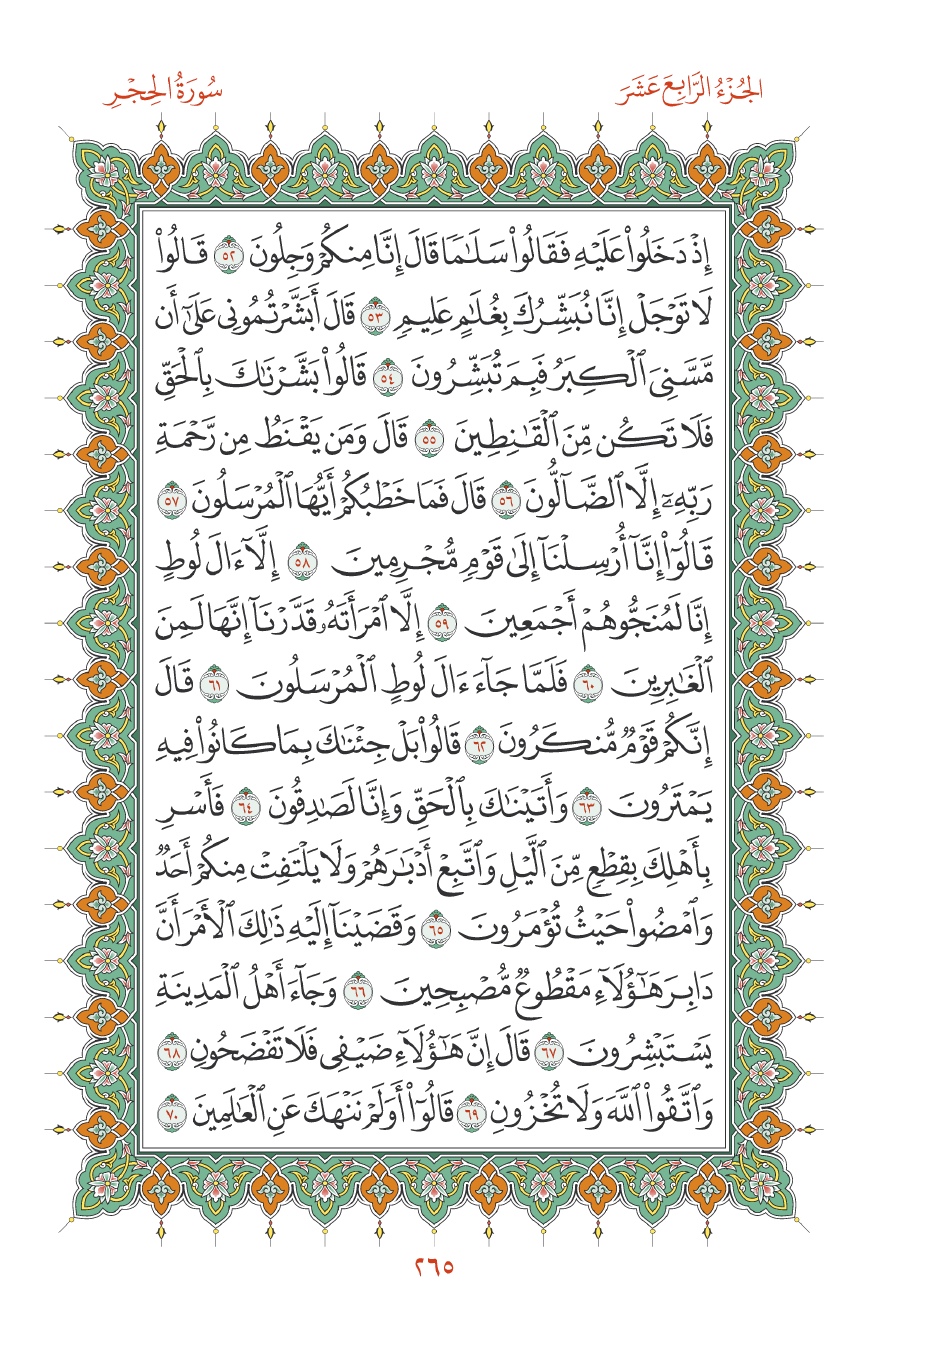 الجُزْءُ الرَّابِعَ عَشَرَ
سُورَةُ الحِجْرِ
إِذْ دَخَلُوا۟ عَلَيْهِ فَقَالُوا۟ سَلَـٰمًا قَالَ إِنَّا مِنكُمْ وَجِلُونَ ٥٢ قَالُوا۟
لَا تَوْجَلْ إِنَّا نُبَشِّرُكَ بِغُلَـٰمٍ عَلِيمٍ ٥٣ قَالَ أَبَشَّرْتُمُونِى عَلَىٰٓ أَن
مَّسَّنِىَ ٱلْكِبَرُ فَبِمَ تُبَشِّرُونَ ٥٤ قَالُوا۟ بَشَّرْنَـٰكَ بِٱلْحَقِّ
فَلَا تَكُن مِّنَ ٱلْقَـٰنِطِينَ ٥٥ قَالَ وَمَن يَقْنَطُ مِن رَّحْمَةِ
رَبِّهِۦٓ إِلَّا ٱلضَّآلُّونَ ٥٦ قَالَ فَمَا خَطْبُكُمْ أَيُّهَا ٱلْمُرْسَلُونَ ٥٧
قَالُوٓا۟ إِنَّآ أُرْسِلْنَآ إِلَىٰ قَوْمٍ مُّجْرِمِينَ ٥٨ إِلَّآ ءَالَ لُوطٍ
إِنَّا لَمُنَجُّوهُمْ أَجْمَعِينَ ٥٩ إِلَّا ٱمْرَأَتَهُۥ قَدَّرْنَآ إِنَّهَا لَمِنَ
ٱلْغَـٰبِرِينَ ٦٠ فَلَمَّا جَآءَ ءَالَ لُوطٍ ٱلْمُرْسَلُونَ ٦١ قَالَ
إِنَّكُمْ قَوْمٌ مُّنكَرُونَ ٦٢ قَالُوا۟ بَلْ جِئْنَـٰكَ بِمَا كَانُوا۟ فِيهِ
يَمْتَرُونَ ٦٣ وَأَتَيْنَـٰكَ بِٱلْحَقِّ وَإِنَّا لَصَـٰدِقُونَ ٦٤ فَأَسْرِ
بِأَهْلِكَ بِقِطْعٍ مِّنَ ٱلَّيْلِ وَٱتَّبِعْ أَدْبَـٰرَهُمْ وَلَا يَلْتَفِتْ مِنكُمْ أَحَدٌ
وَٱمْضُوا۟ حَيْثُ تُؤْمَرُونَ ٦٥ وَقَضَيْنَآ إِلَيْهِ ذَٰلِكَ ٱلْأَمْرَ أَنَّ
دَابِرَ هَـٰٓؤُلَآءِ مَقْطُوعٌ مُّصْبِحِينَ ٦٦ وَجَآءَ أَهْلُ ٱلْمَدِينَةِ
يَسْتَبْشِرُونَ ٦٧ قَالَ إِنَّ هَـٰٓؤُلَآءِ ضَيْفِى فَلَا تَفْضَحُونِ ٦٨
وَٱتَّقُوا۟ ٱللَّهَ وَلَا تُخْزُونِ ٦٩ قَالُوٓا۟ أَوَلَمْ نَنْهَكَ عَنِ ٱلْعَـٰلَمِينَ ٧٠
٢٦٥